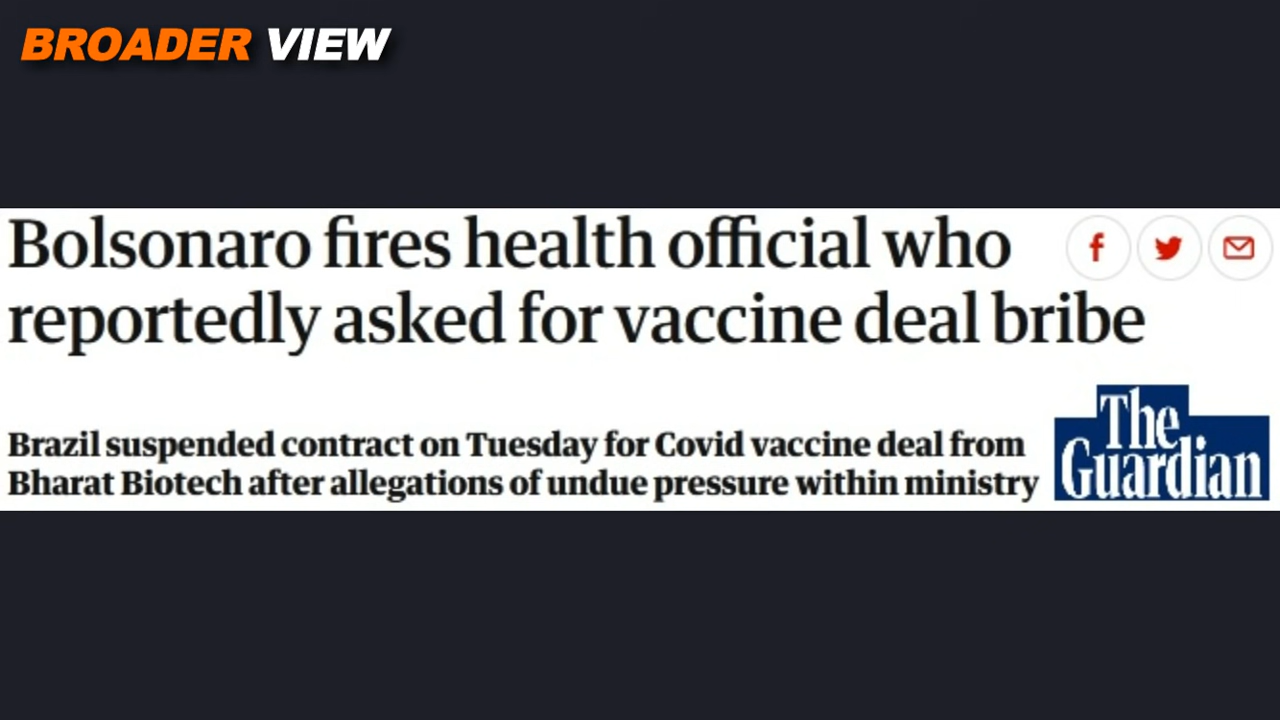 BROADER VIEW
Bolsonaro fires health official who
reportedly asked for vaccine deal bribe
Brazil suspended contract on Tuesday for Covid vaccine deal from
Bharat Biotech after allegations of undue pressure within ministry
The
Guardian